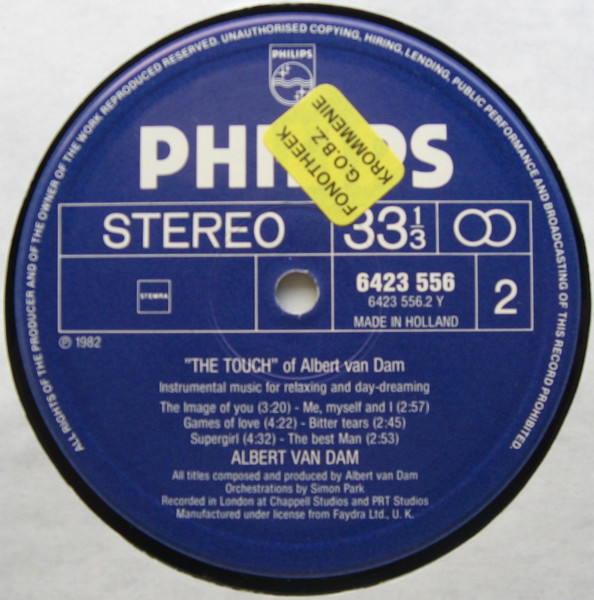 ALL RIGHTS OF THE PRODUCER AND OF THE OWNER OF THE WORK REPRODUCED RESERVED. UNAUTHORISED COPYING, HIRING, LENDING, PUBLIC PERFORMANCE AND BROADCASTING OF THIS RECORD PROHIBITED.
PHILIPS
FONOTHEEK
G.O.B.Z.
KROMMENIE
PHILIPS
STEREO 33 1/3
STEMRA
6423 556
6423 556.2 Y
MADE IN HOLLAND
2
℗ 1982
"THE TOUCH" of Albert van Dam
Instrumental music for relaxing and day-dreaming
The Image of you (3:20) - Me, myself and I (2:57)
Games of love (4:22) - Bitter tears (2:45)
Supergirl (4:32) - The best Man (2:53)
ALBERT VAN DAM
All titles composed and produced by Albert van Dam
Orchestrations by Simon Park
Recorded in London at Chappell Studios and PRT Studios
Manufactured under license from Faydra Ltd., U. K.